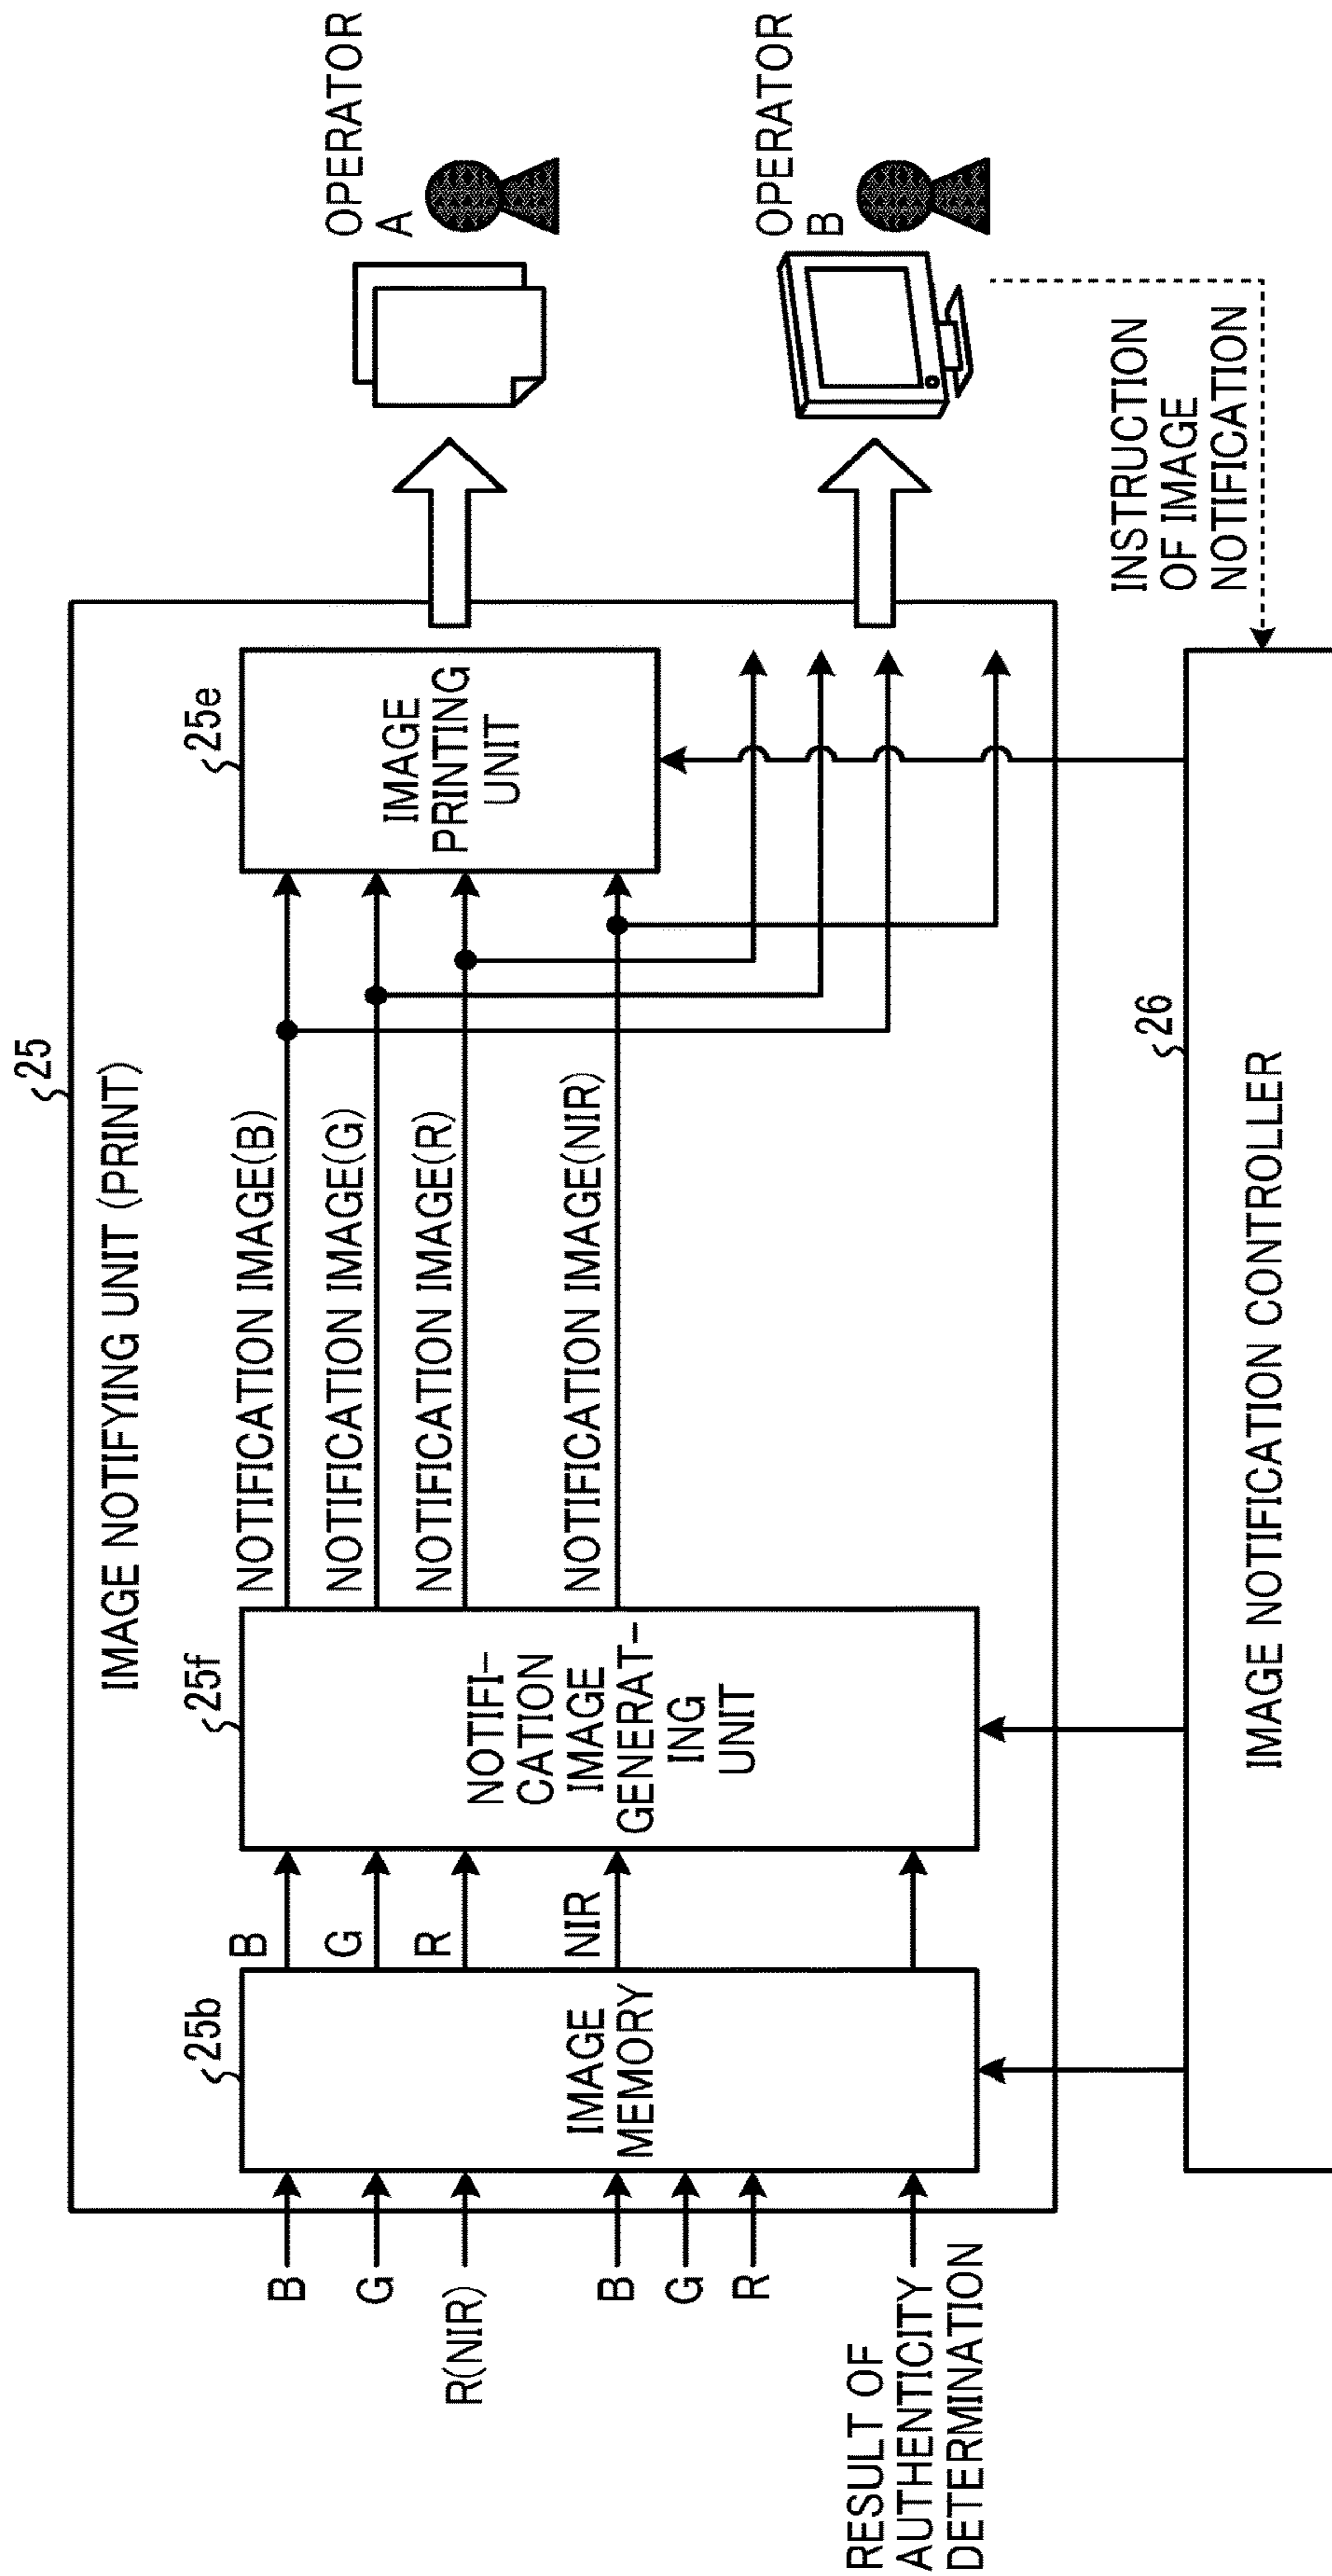 25
IMAGE NOTIFYING UNIT (PRINT)
B
G
R(NIR)
B
G
R
RESULT OF
AUTHENTICITY
DETERMINATION
25b
IMAGE
MEMORY
B
G
R
NIR
25f
NOTIFI–
CATION
IMAGE
GENERAT–
ING
UNIT
NOTIFICATION IMAGE(B)
NOTIFICATION IMAGE(G)
NOTIFICATION IMAGE(R)
NOTIFICATION IMAGE(NIR)
25e
IMAGE
PRINTING
UNIT
OPERATOR
A
OPERATOR
B
INSTRUCTION
OF IMAGE
NOTIFICATION
26
IMAGE NOTIFICATION CONTROLLER